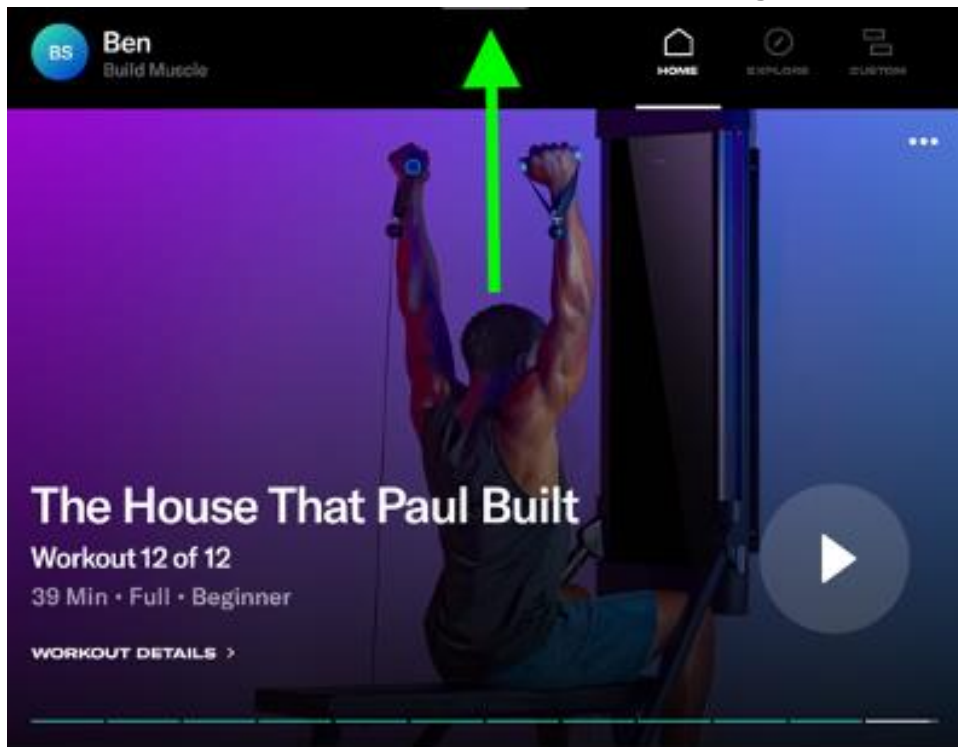 BS
Ben
Build Muscle
HOME
EXPLORE
CUSTOM
The House That Paul Built
Workout 12 of 12
39 Min • Full • Beginner
WORKOUT DETAILS >